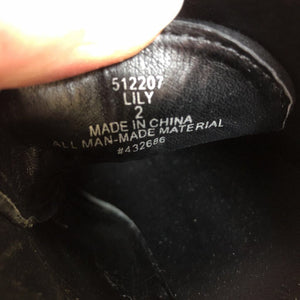 512207
LILY
2
MADE IN CHINA
ALL MAN-MADE MATERIAL
#432686